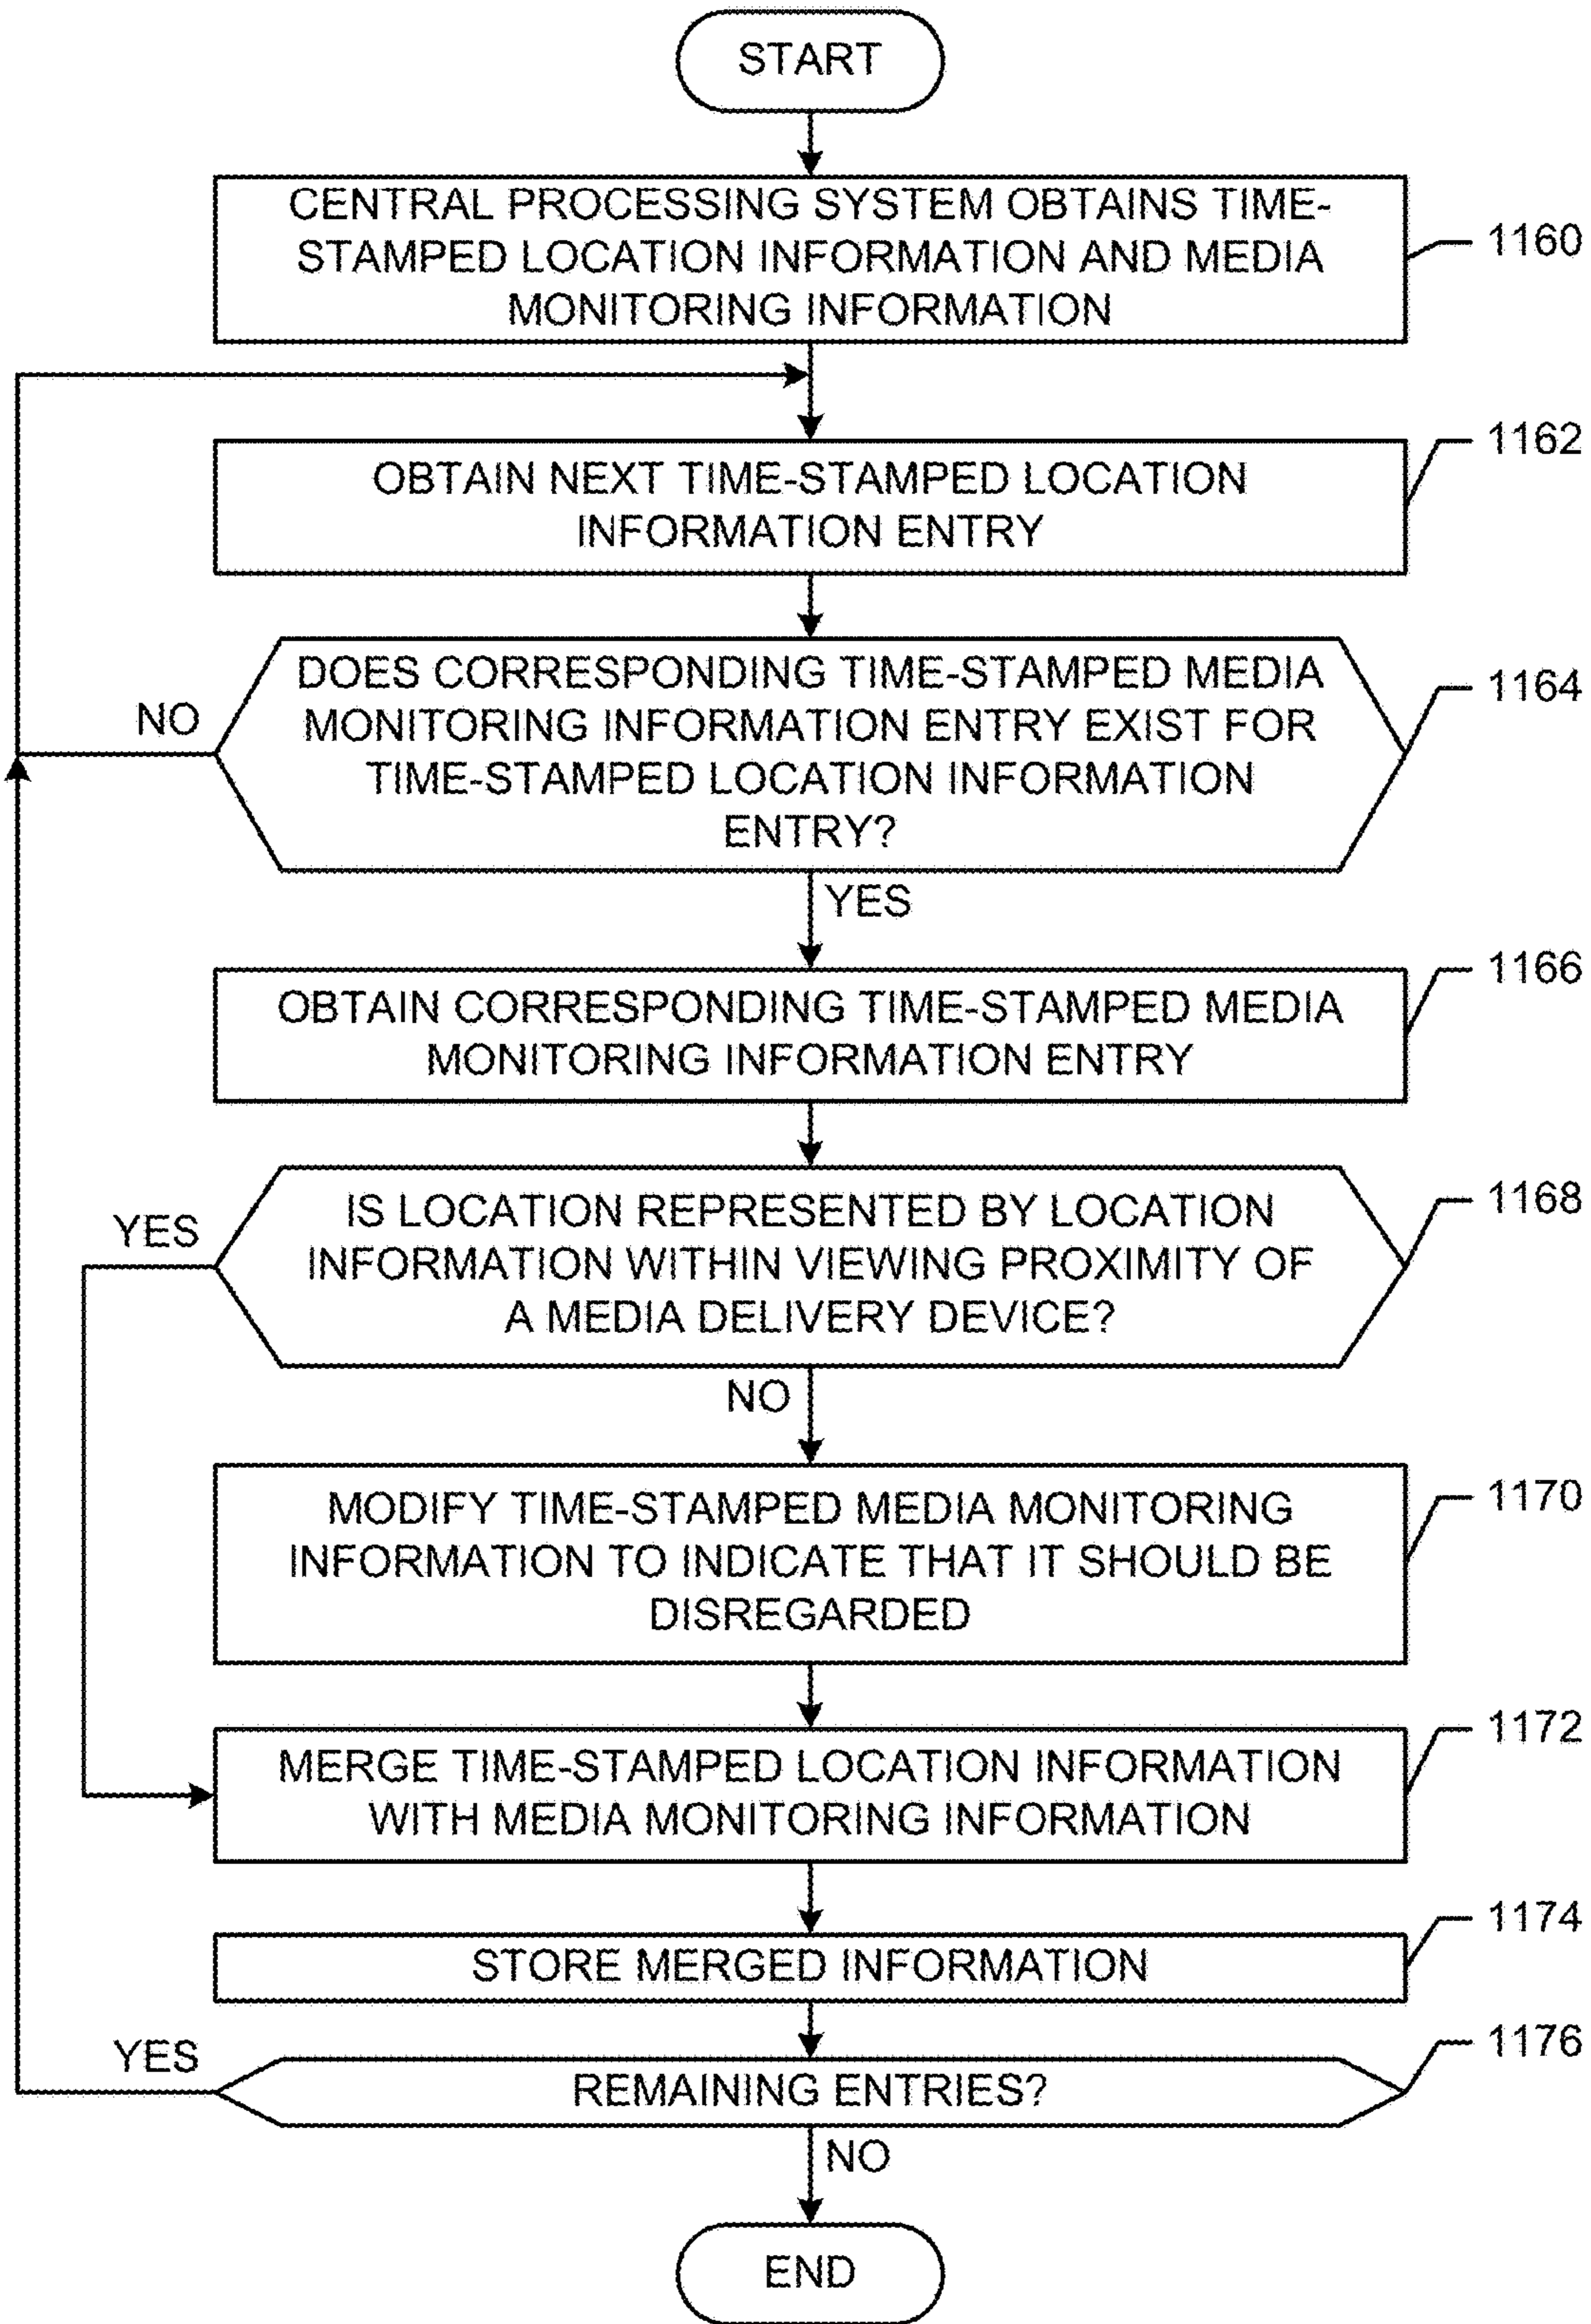 START
CENTRAL PROCESSING SYSTEM OBTAINS TIME-
STAMPED LOCATION INFORMATION AND MEDIA
MONITORING INFORMATION
1160
OBTAIN NEXT TIME-STAMPED LOCATION
INFORMATION ENTRY
1162
DOES CORRESPONDING TIME-STAMPED MEDIA
MONITORING INFORMATION ENTRY EXIST FOR
TIME-STAMPED LOCATION INFORMATION
ENTRY?
1164
NO
YES
OBTAIN CORRESPONDING TIME-STAMPED MEDIA
MONITORING INFORMATION ENTRY
1166
IS LOCATION REPRESENTED BY LOCATION
INFORMATION WITHIN VIEWING PROXIMITY OF
A MEDIA DELIVERY DEVICE?
1168
YES
NO
MODIFY TIME-STAMPED MEDIA MONITORING
INFORMATION TO INDICATE THAT IT SHOULD BE
DISREGARDED
1170
MERGE TIME-STAMPED LOCATION INFORMATION
WITH MEDIA MONITORING INFORMATION
1172
STORE MERGED INFORMATION
1174
REMAINING ENTRIES?
1176
YES
NO
END